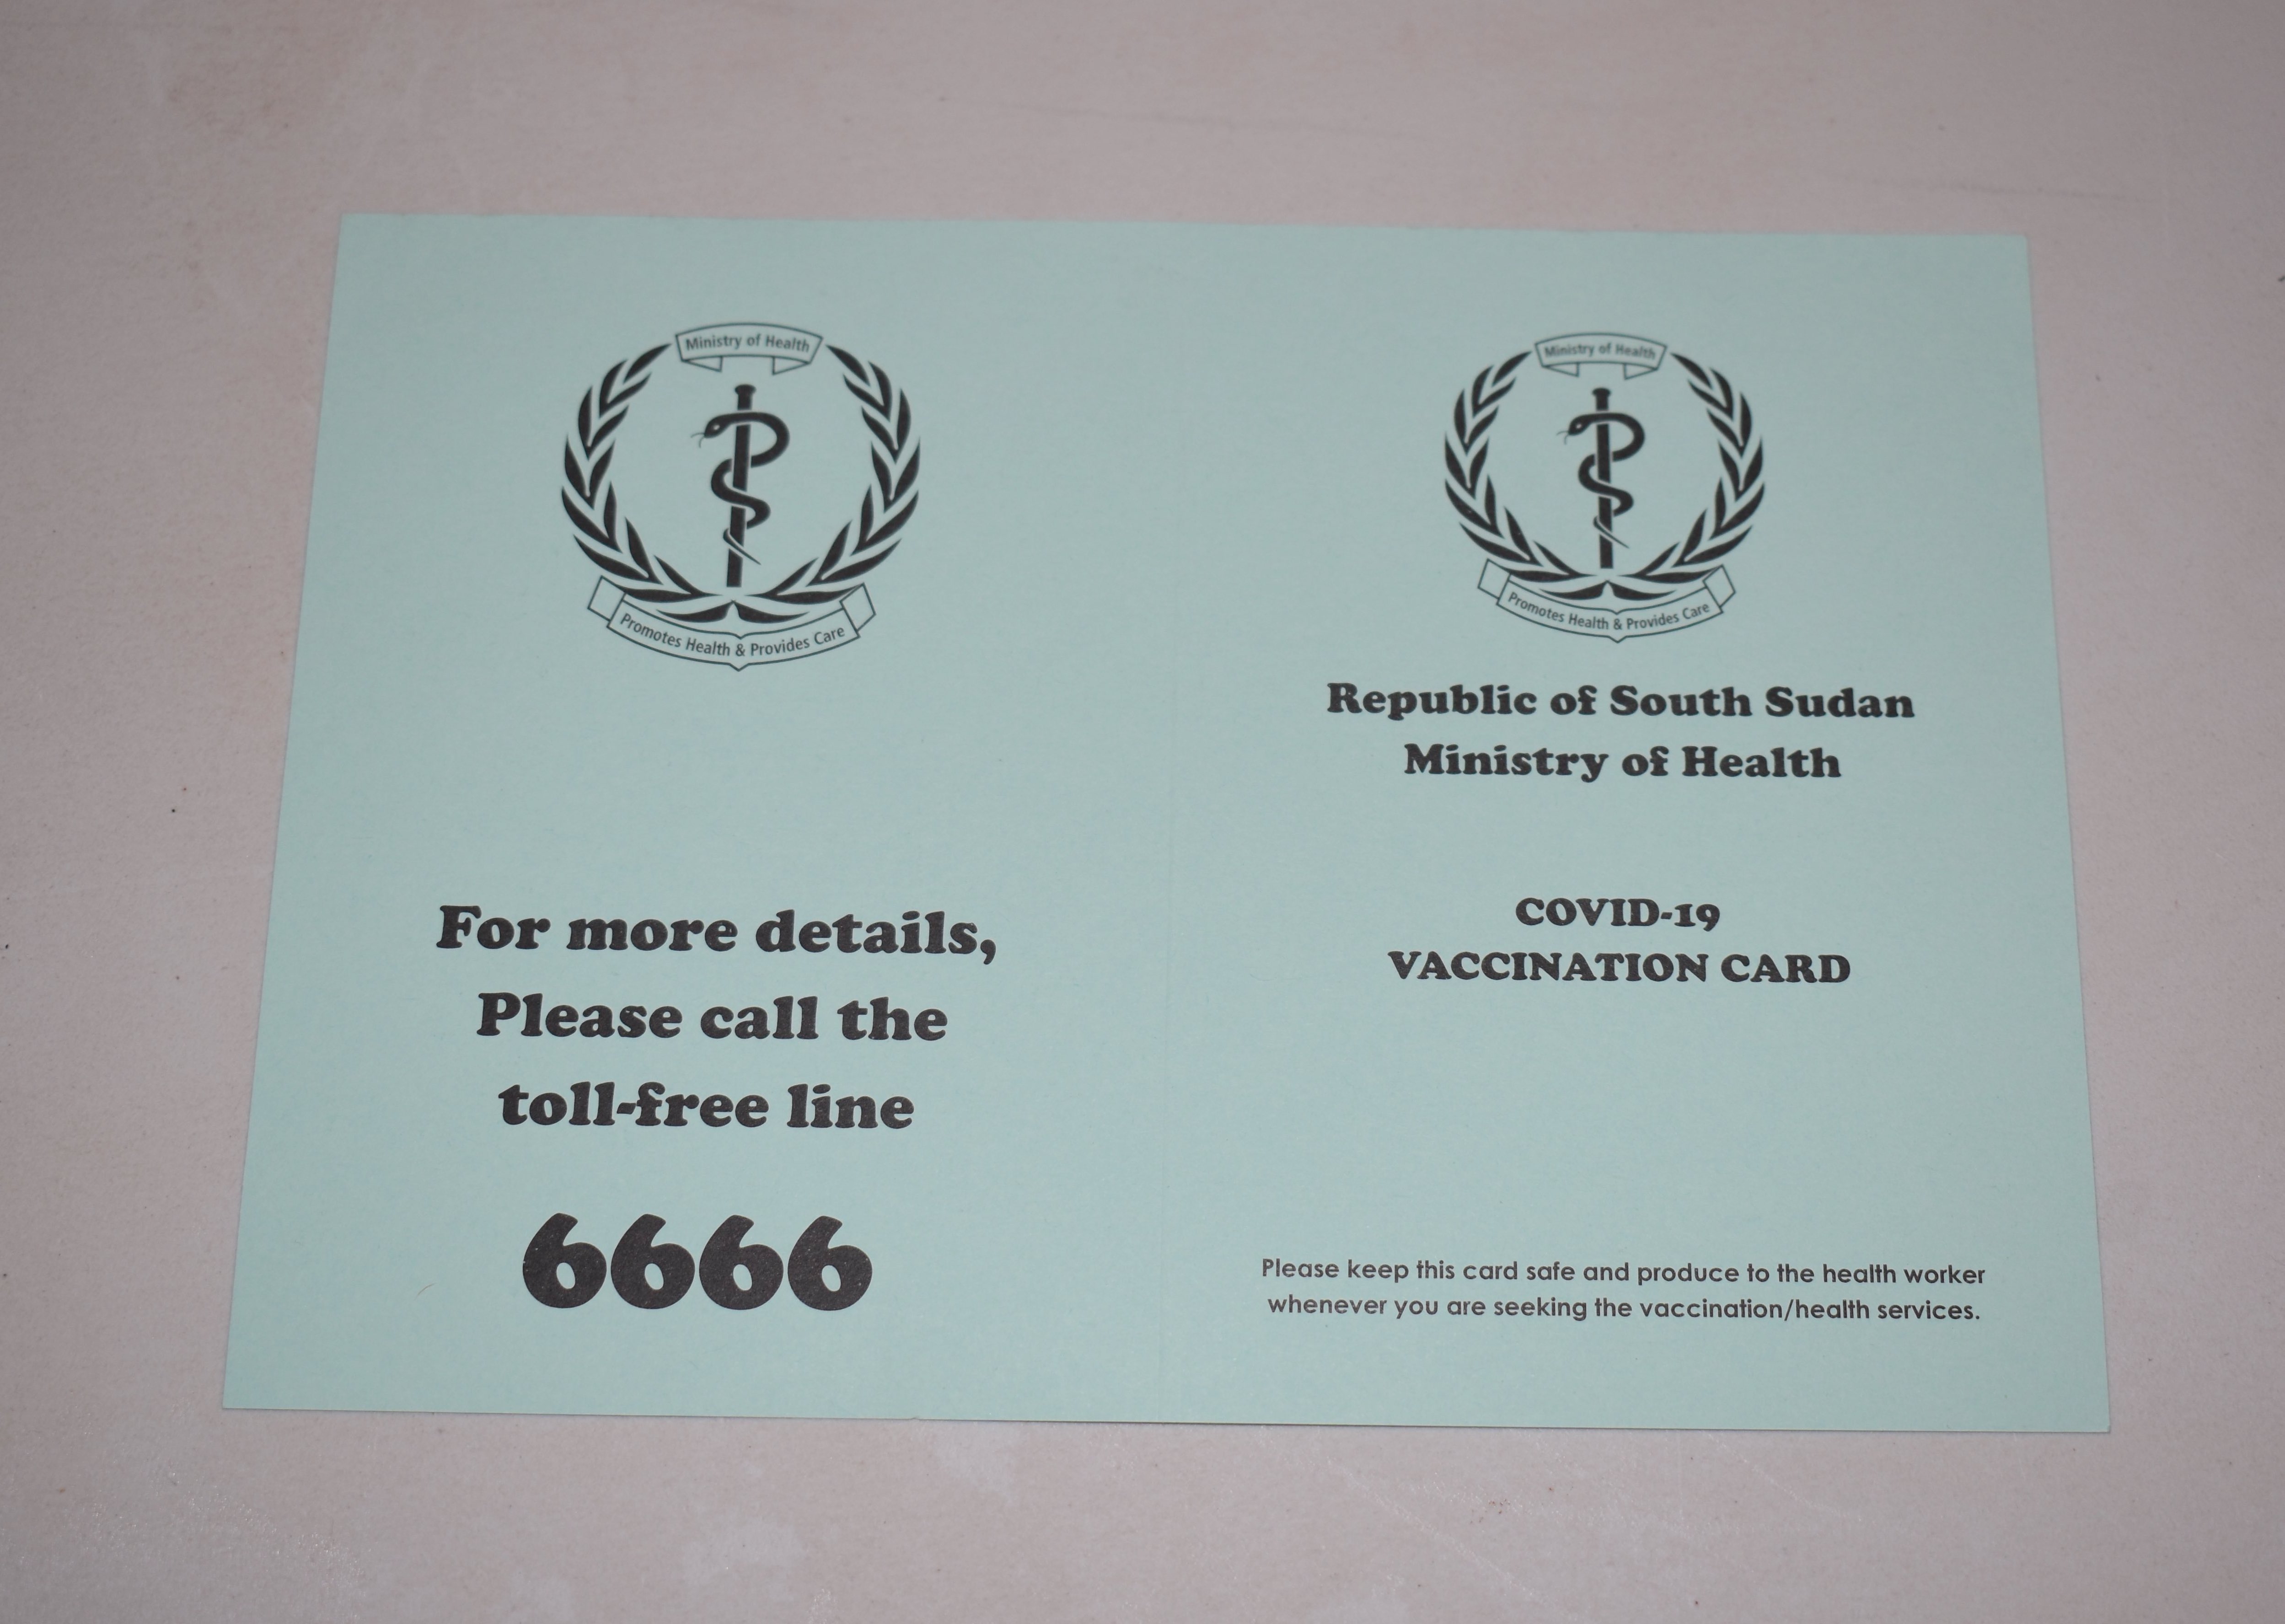 Ministry of Health
Promotes Health & Provides Care
For more details,
Please call the
toll-free line
6666
Ministry of Health
Promotes Health & Provides Care
Republic of South Sudan
Ministry of Health
COVID-19
VACCINATION CARD
Please keep this card safe and produce to the health worker
whenever you are seeking the vaccination/health services.